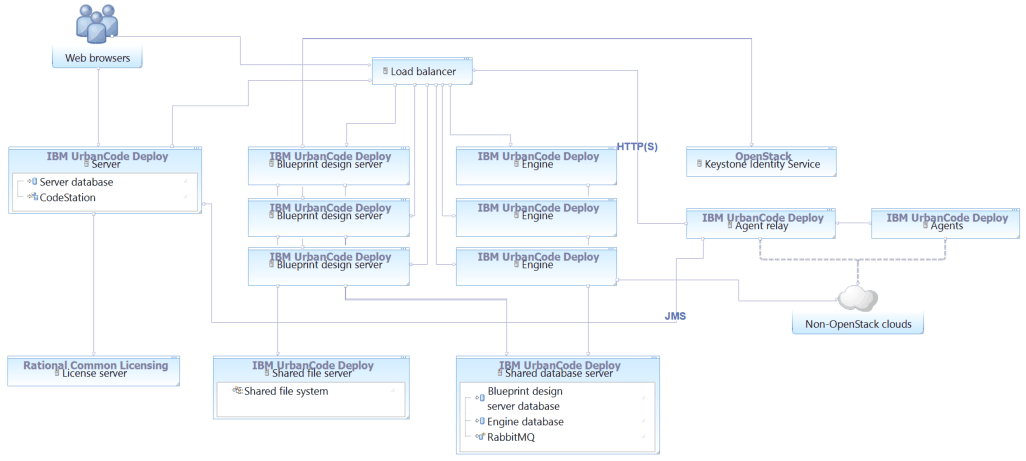 Web browsers
Load balancer
IBM UrbanCode Deploy
Server
Server database
CodeStation
IBM UrbanCode Deploy
Blueprint design server
IBM UrbanCode Deploy
Blueprint design server
IBM UrbanCode Deploy
Blueprint design server
IBM UrbanCode Deploy
Engine
IBM UrbanCode Deploy
Engine
IBM UrbanCode Deploy
Engine
HTTP(S)
OpenStack
Keystone Identity Service
IBM UrbanCode Deploy
Agent relay
IBM UrbanCode Deploy
Agents
JMS
Non-OpenStack clouds
Rational Common Licensing
License server
IBM UrbanCode Deploy
Shared file server
Shared file system
IBM UrbanCode Deploy
Shared database server
Blueprint design
server database
Engine database
RabbitMQ